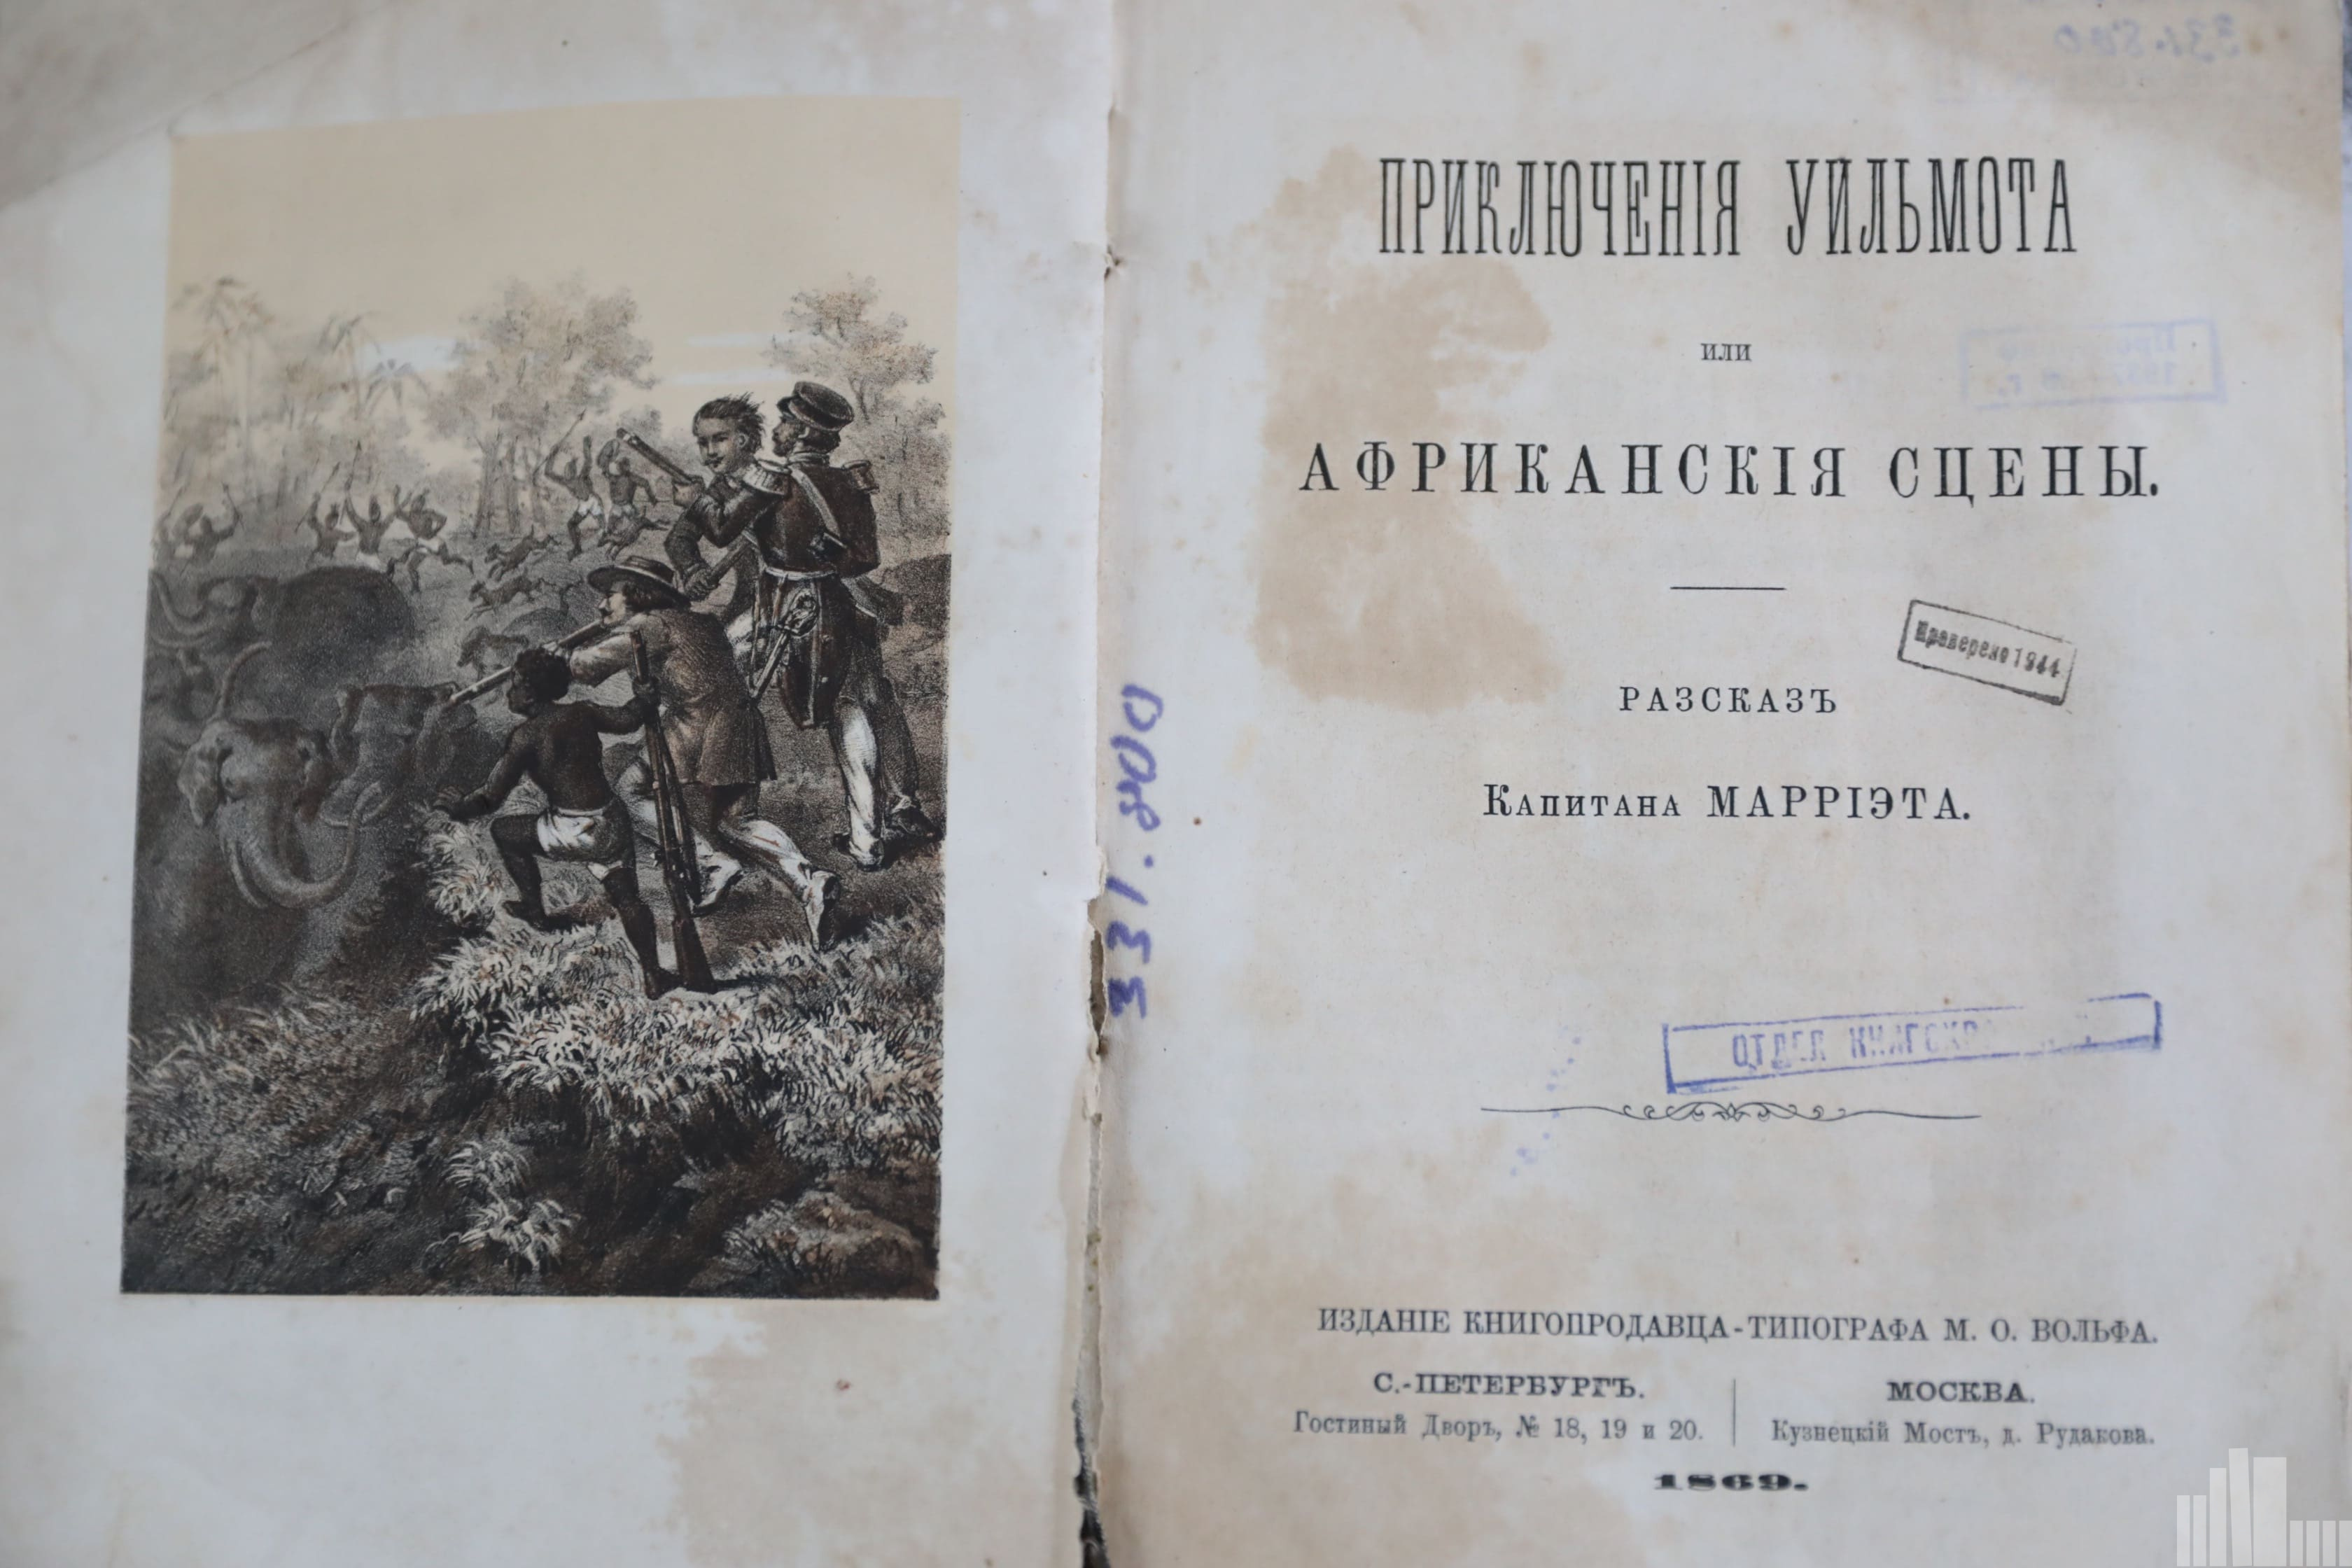 ПРИКЛЮЧЕНІЯ УИЛЬМОТА
или
АФРИКАНСКІЯ СЦЕНЫ.
Проверено 1944
РАЗСКАЗЪ
Капитана МАРРІЭТА.
331.800
ОТДЕЛ
ИЗДАНІЕ КНИГОПРОДАВЦА-ТИПОГРАФА М. О. ВОЛЬФА.
С.-ПЕТЕРБУРГЪ.
Гостиный Дворъ, № 18, 19 и 20.
МОСКВА.
Кузнецкій Мостъ, д. Рудакова.
1869.